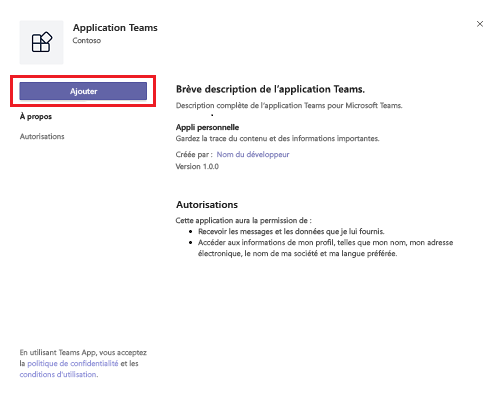 Application Teams
Contoso
Ajouter
À propos
Autorisations
Brève description de l'application Teams.
Description complète de l'application Teams pour Microsoft Teams.
Appli personnelle
Gardez la trace du contenu et des informations importantes.
Créée par : Nom du développeur
Version 1.0.0
Autorisations
Cette application aura la permission de :
• Recevoir les messages et les données que je lui fournis.
• Accéder aux informations de mon profil, telles que mon nom, mon adresse
électronique, le nom de ma société et ma langue préférée.
En utilisant Teams App, vous acceptez
la politique de confidentialité et les
conditions d'utilisation.